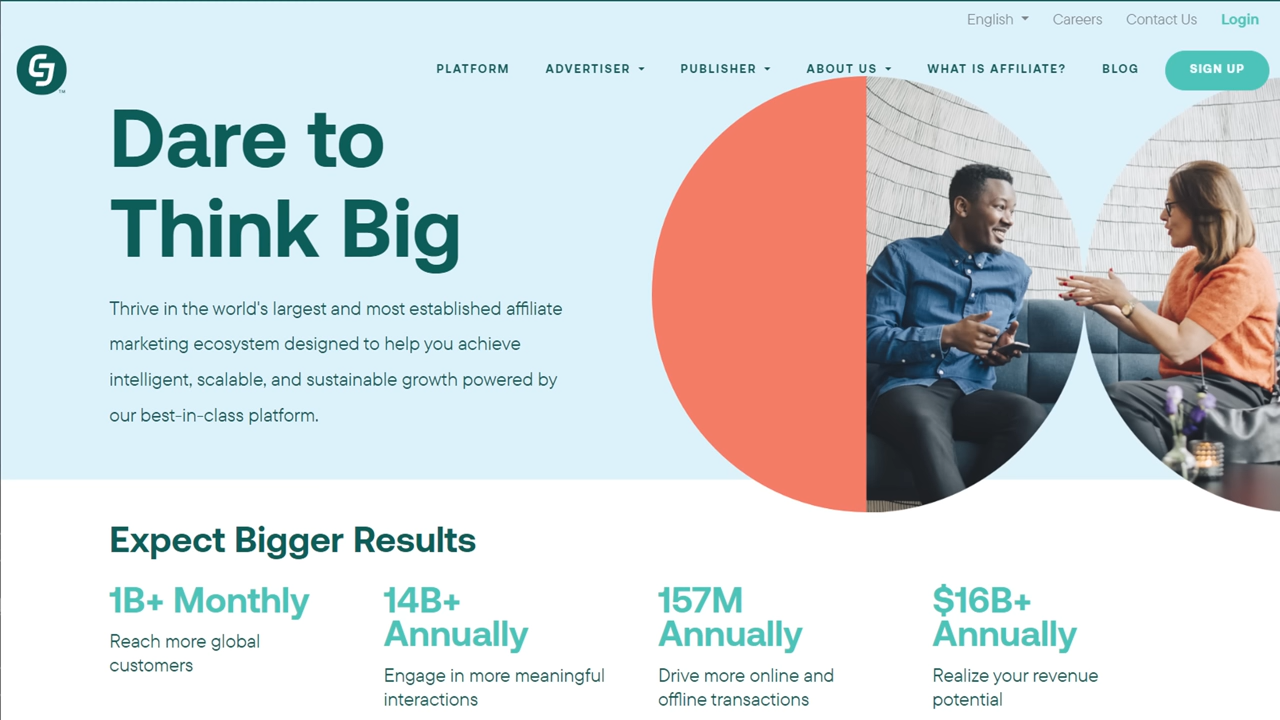 English
Careers
Contact Us
Login
CJ
TM
PLATFORM
ADVERTISER
PUBLISHER
ABOUT US
WHAT IS AFFILIATE?
BLOG
SIGN UP
Dare to
Think Big
Thrive in the world's largest and most established affiliate
marketing ecosystem designed to help you achieve
intelligent, scalable, and sustainable growth powered by
our best-in-class platform.
Expect Bigger Results
1B+ Monthly
Reach more global
customers
14B+
Annually
Engage in more meaningful
interactions
157M
Annually
Drive more online and
offline transactions
$16B+
Annually
Realize your revenue
potential